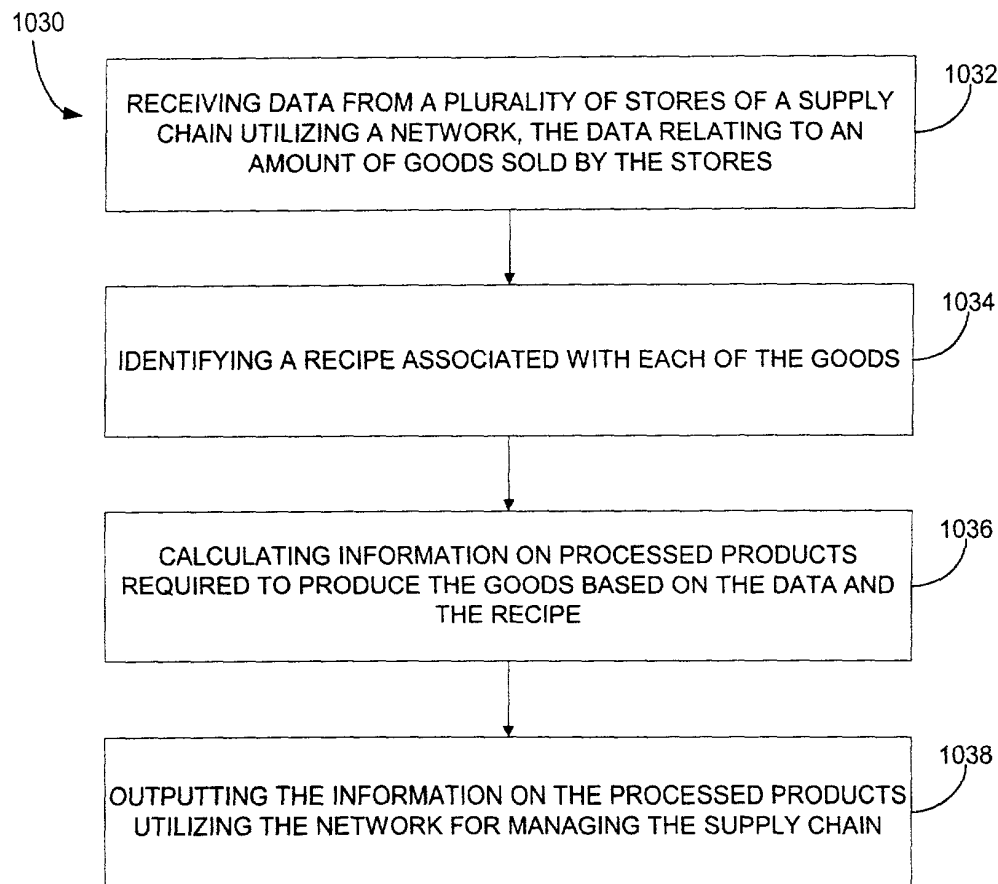 1030
1032
RECEIVING DATA FROM A PLURALITY OF STORES OF A SUPPLY
CHAIN UTILIZING A NETWORK, THE DATA RELATING TO AN
AMOUNT OF GOODS SOLD BY THE STORES
1034
IDENTIFYING A RECIPE ASSOCIATED WITH EACH OF THE GOODS
1036
CALCULATING INFORMATION ON PROCESSED PRODUCTS
REQUIRED TO PRODUCE THE GOODS BASED ON THE DATA AND
THE RECIPE
1038
OUTPUTTING THE INFORMATION ON THE PROCESSED PRODUCTS
UTILIZING THE NETWORK FOR MANAGING THE SUPPLY CHAIN